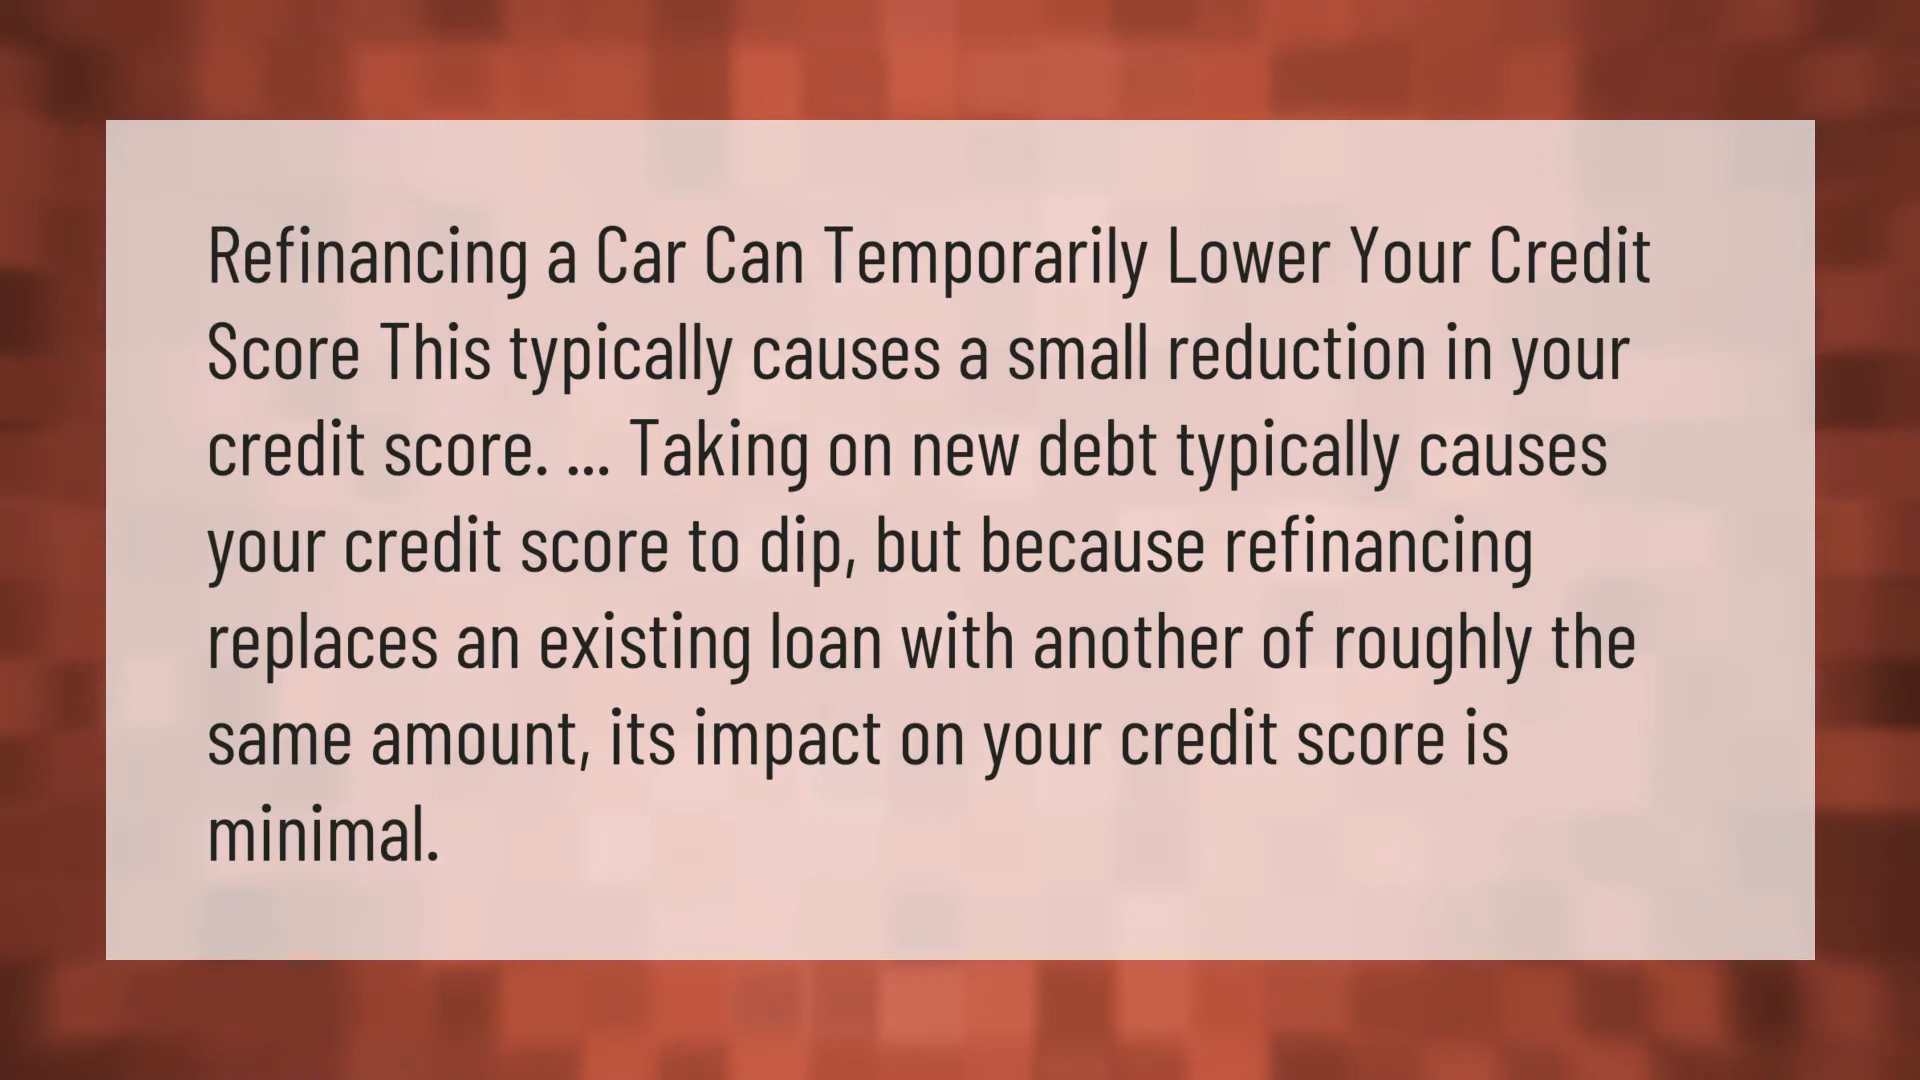 Refinancing a Car Can Temporarily Lower Your Credit
Score This typically causes a small reduction in your
credit score. ... Taking on new debt typically causes
your credit score to dip, but because refinancing
replaces an existing loan with another of roughly the
same amount, its impact on your credit score is
minimal.